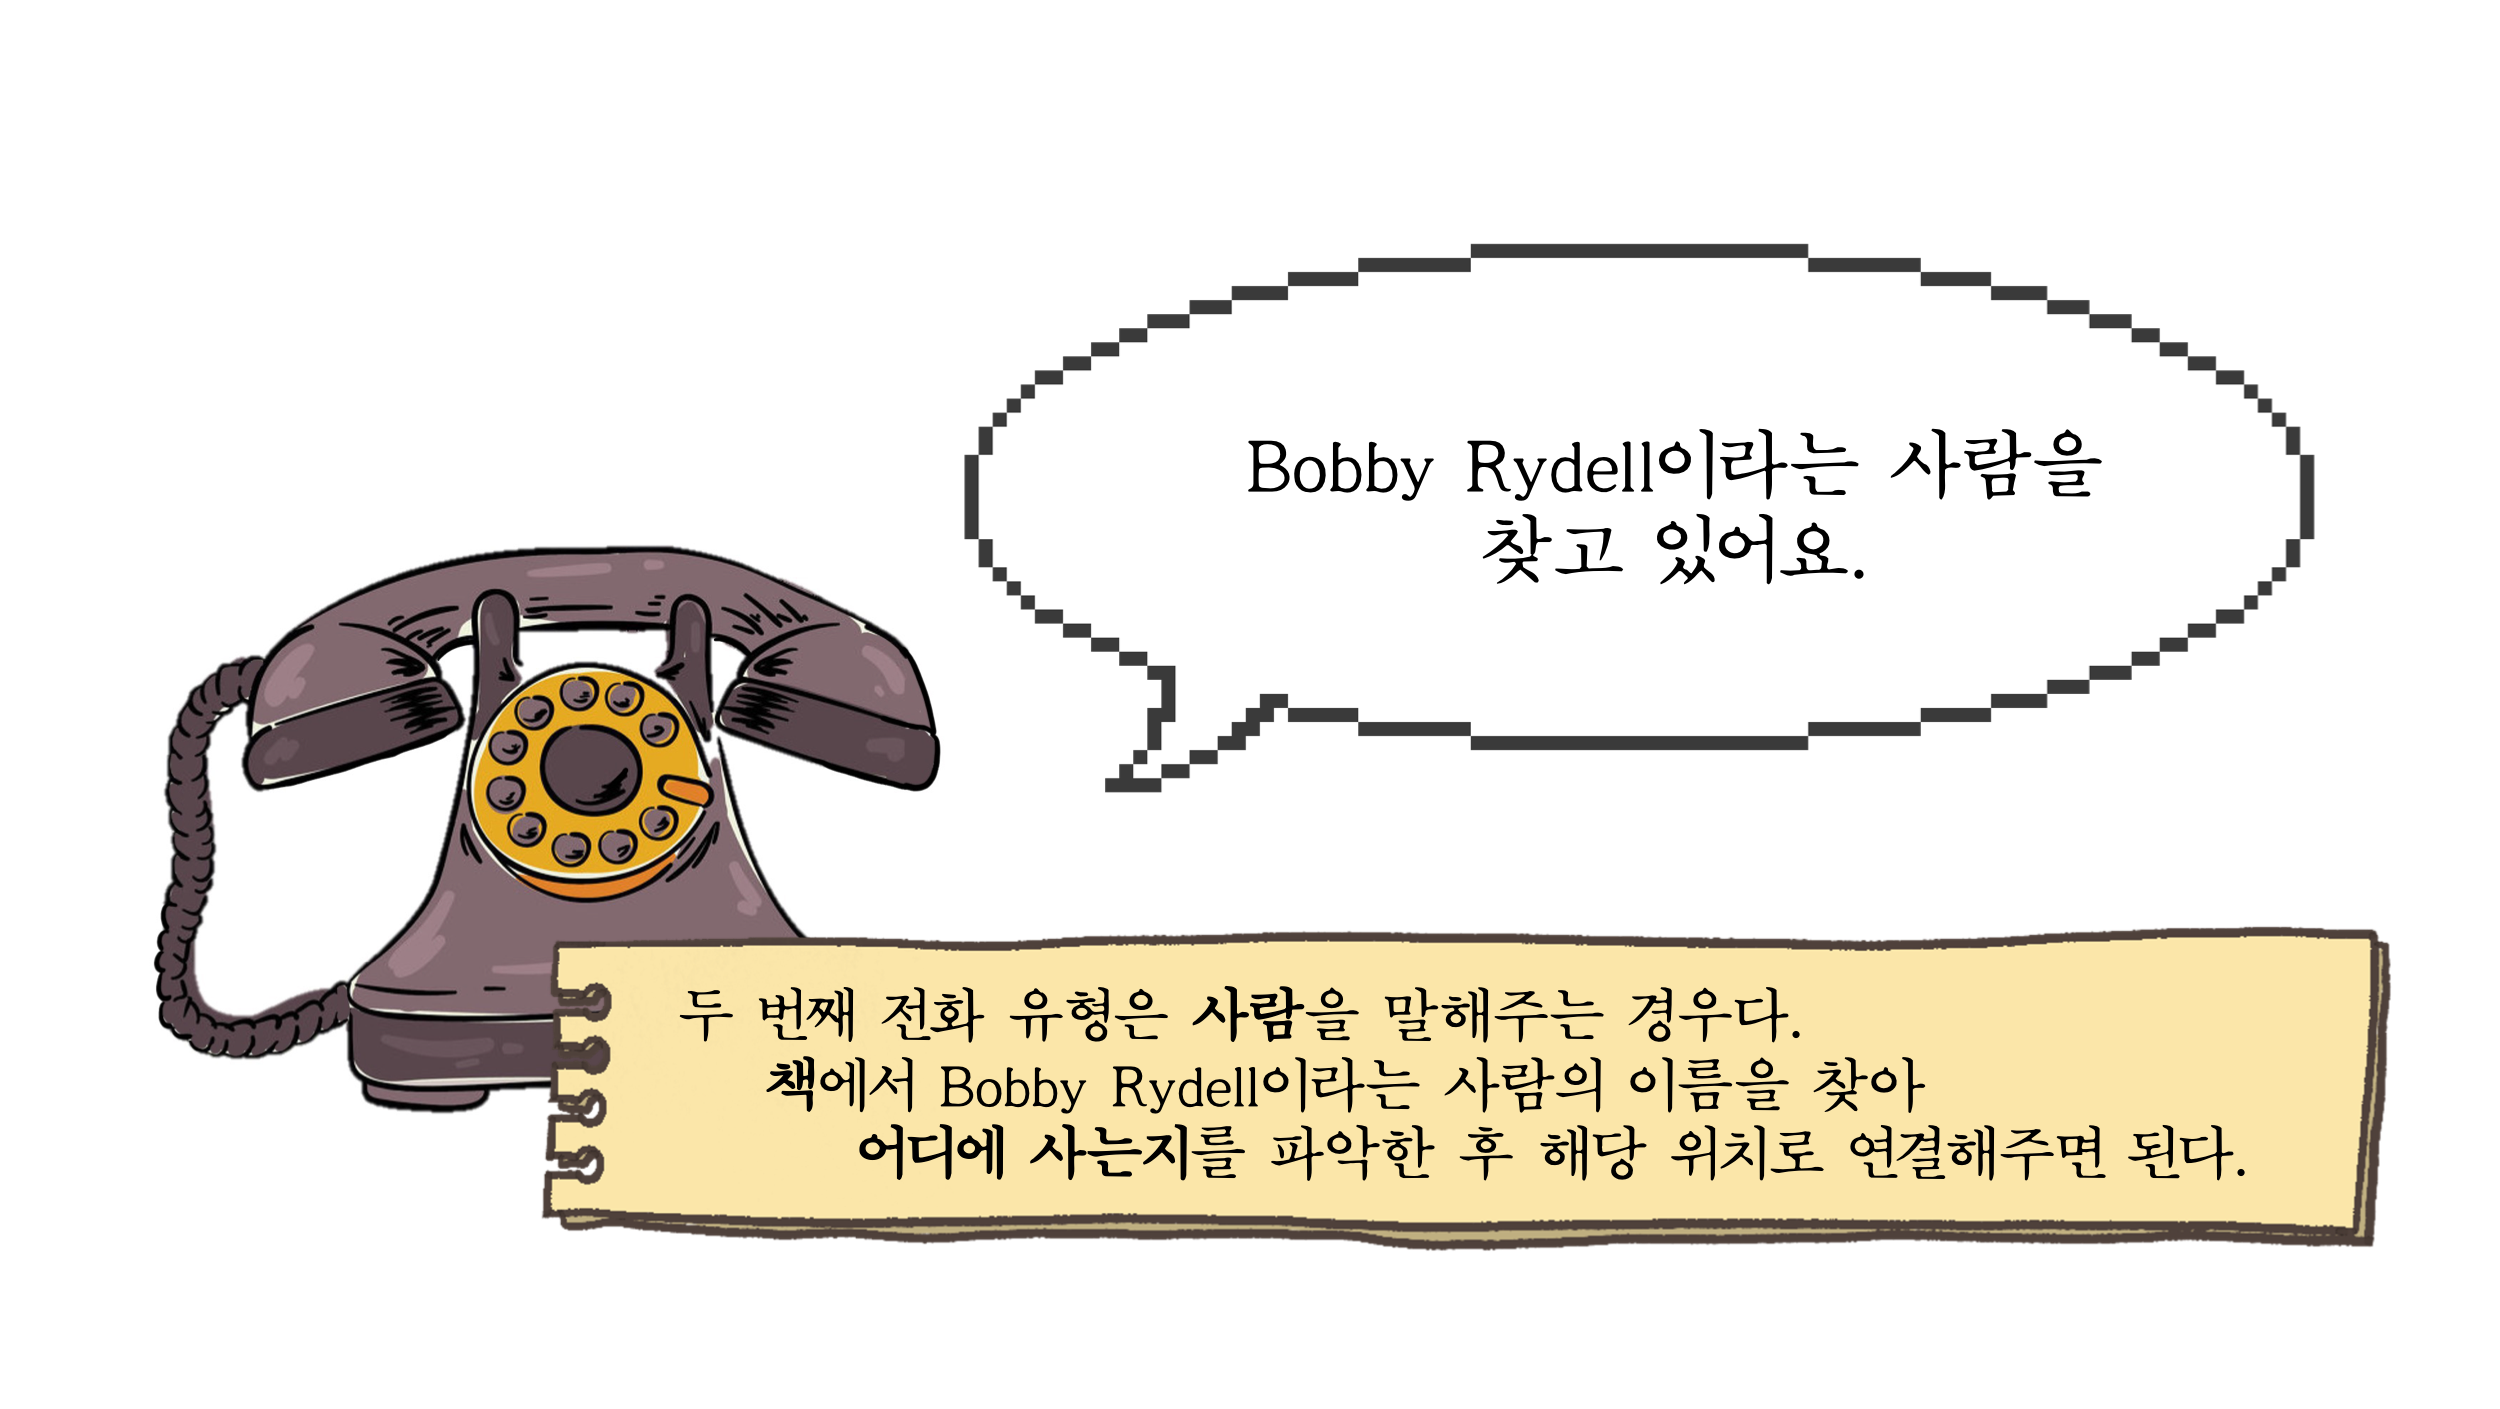 Bobby Rydell이라는 사람을
찾고 있어요.
두 번째 전화 유형은 사람을 말해주는 경우다.
책에서 Bobby Rydell이라는 사람의 이름을 찾아
어디에 사는지를 파악한 후 해당 위치로 연결해주면 된다.